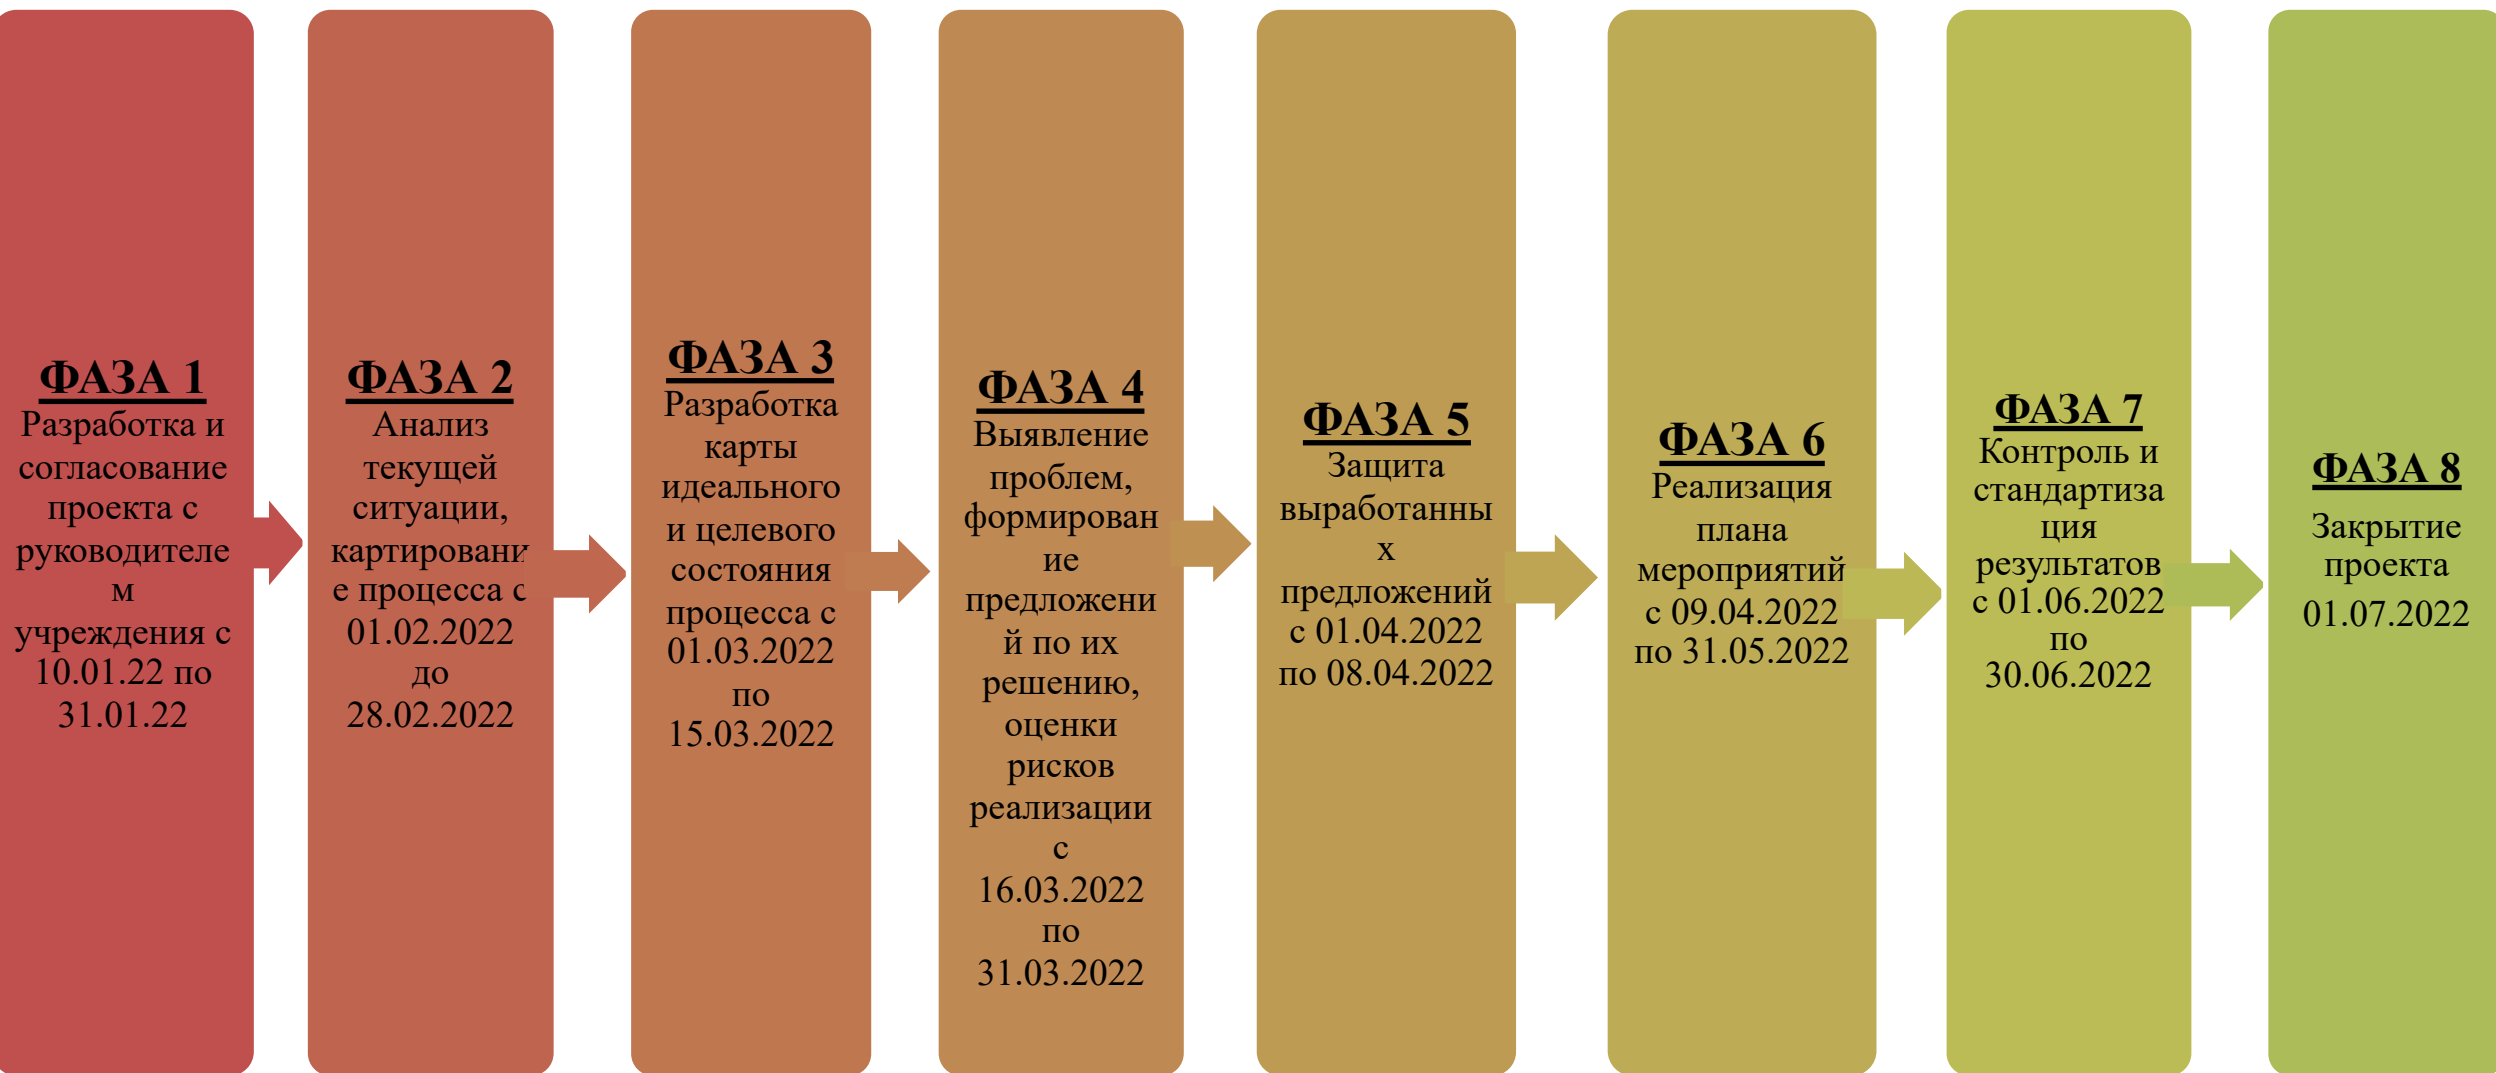 ФАЗА 1
Разработка и
согласование
проекта с
руководителе
м
учреждения с
10.01.22 по
31.01.22
ФАЗА 2
Анализ
текущей
ситуации,
картировани
е процесса с
01.02.2022
до
28.02.2022
ФАЗА 3
Разработка
карты
идеального
и целевого
состояния
процесса с
01.03.2022
по
15.03.2022
ФАЗА 4
Выявление
проблем,
формирован
ие
предложени
й по их
решению,
оценки
рисков
реализации
с
16.03.2022
по
31.03.2022
ФАЗА 5
Защита
выработанны
х
предложений
с 01.04.2022
по 08.04.2022
ФАЗА 6
Реализация
плана
мероприятий
с 09.04.2022
по 31.05.2022
ФАЗА 7
Контроль и
стандартиза
ция
результатов
с 01.06.2022
по
30.06.2022
ФАЗА 8
Закрытие
проекта
01.07.2022